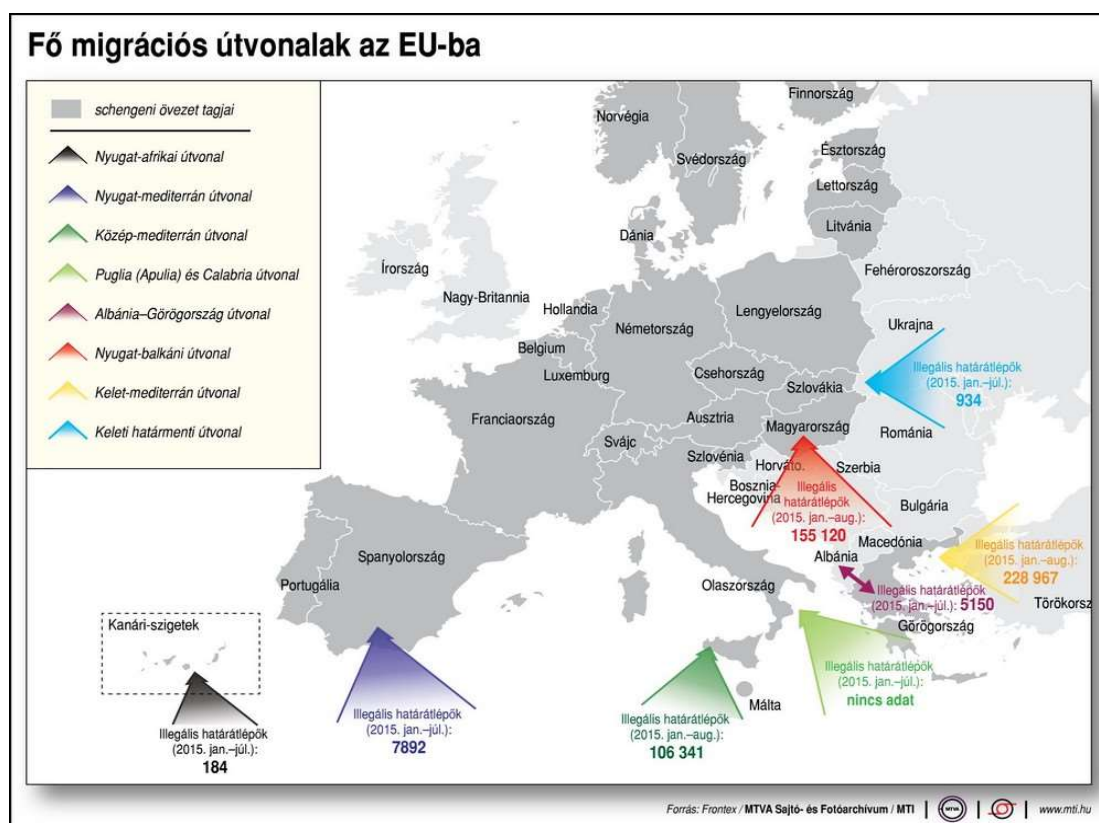 Fő migrációs útvonalak az EU-ba
schengeni övezet tagjai
Nyugat-afrikai útvonal
Nyugat-mediterrán útvonal
Közép-mediterrán útvonal
Puglia (Apulia) és Calabria útvonal
Albánia–Görögország útvonal
Nyugat-balkáni útvonal
Kelet-mediterrán útvonal
Keleti határmenti útvonal
Finnország
Norvégia
Svédország
Észtország
Lettország
Litvánia
Dánia
Írország
Nagy-Britannia
Fehéroroszország
Hollandia
Lengyelország
Németország
Ukrajna
Belgium
Luxemburg
Csehország
Szlovákia
Illegális határátlépők
(2015. jan.–júl.):
934
Franciaország
Ausztria
Magyarország
Románia
Svájc
Szlovénia
Horváto.
Szerbia
Bosznia-
Hercegovina
Illegális
határátlépők
(2015. jan.–aug.):
155 120
Bulgária
Macedónia
Albánia
Illegális határátlépők
(2015. jan.–aug.):
228 967
Spanyolország
Portugália
Olaszország
Illegális határátlépők
(2015. jan.–júl.): 5150
Törökorsz
Görögország
Kanári-szigetek
Illegális határátlépők
(2015. jan.–júl.):
nincs adat
Málta
Illegális határátlépők
(2015. jan.–júl.):
184
Illegális határátlépők
(2015. jan.–júl.):
7892
Illegális határátlépők
(2015. jan.–aug.):
106 341
Forrás: Frontex / MTVA Sajtó- és Fotóarchívum / MTI
MTVA
www.mti.hu